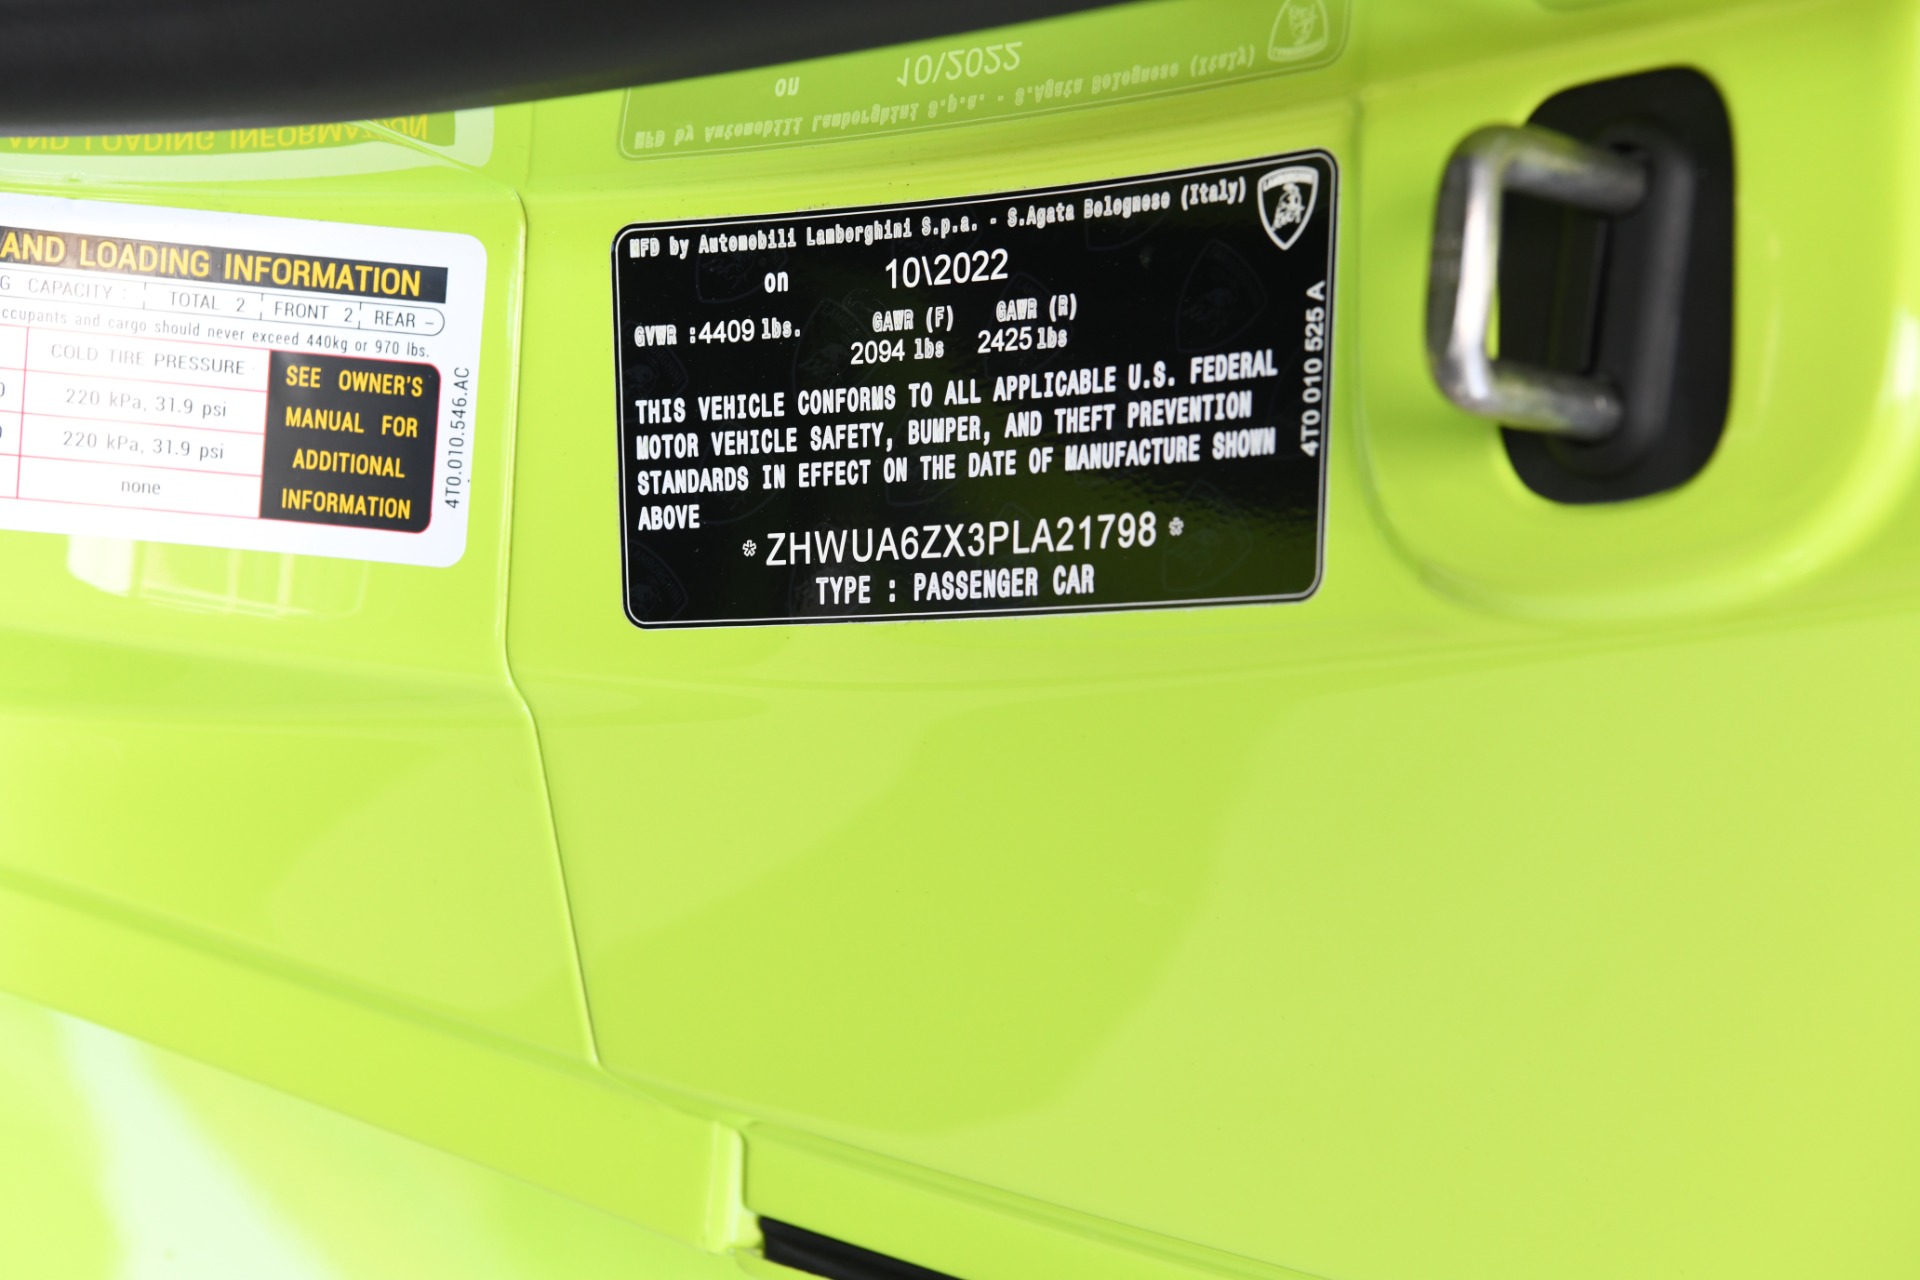 AND LOADING INFORMATION
G CAPACITY : TOTAL 2 FRONT 2 REAR –
ccupants and cargo should never exceed 440kg or 970 lbs.
COLD TIRE PRESSURE
220 kPa, 31.9 psi
220 kPa, 31.9 psi
none
SEE OWNER'S
MANUAL FOR
ADDITIONAL
INFORMATION
4T0.010.546.AC
MFD by Automobili Lamborghini S.p.a. - S.Agata Bolognese (Italy)
on 10\2022
GVWR :4409 lbs. GAWR (F) GAWR (R)
2094 lbs 2425 lbs
THIS VEHICLE CONFORMS TO ALL APPLICABLE U.S. FEDERAL
MOTOR VEHICLE SAFETY, BUMPER, AND THEFT PREVENTION
STANDARDS IN EFFECT ON THE DATE OF MANUFACTURE SHOWN
ABOVE
* ZHWUA6ZX3PLA21798 *
TYPE : PASSENGER CAR
4T0 010 525 A